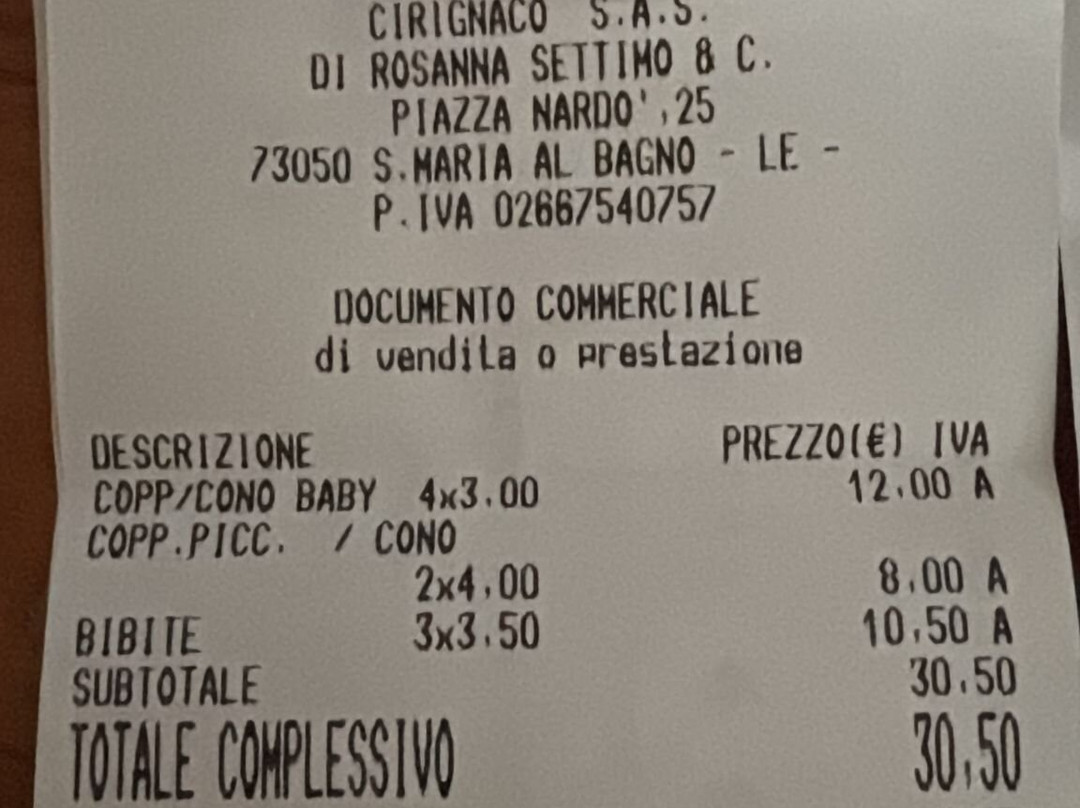 CIRIGNACO S.A.S.
DI ROSANNA SETTIMO & C.
PIAZZA NARDO',25
73050 S.MARIA AL BAGNO - LE -
P.IVA 02667540757
DOCUMENTO COMMERCIALE
di vendita o prestazione
DESCRIZIONE PREZZO(€) IVA
COPP/CONO BABY 4x3,00 12,00 A
COPP.PICC. / CONO
2x4,00 8,00 A
BIBITE 3x3,50 10,50 A
SUBTOTALE 30,50
TOTALE COMPLESSIVO 30,50